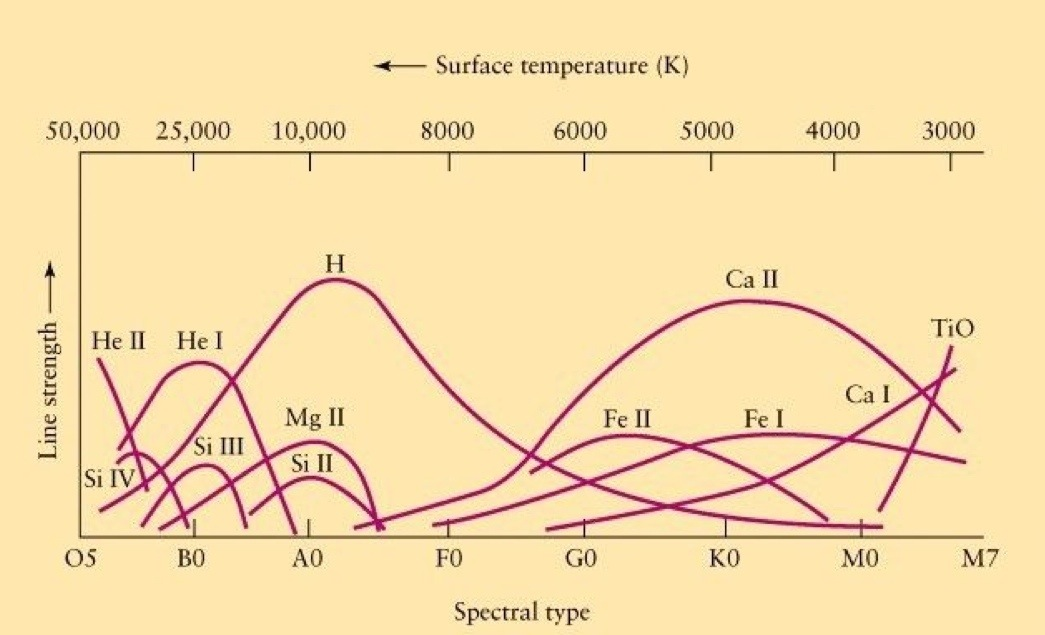 Surface temperature (K)
50,000 25,000 10,000 8000 6000 5000 4000 3000
H
Ca II
TiO
He II He I
Ca I
Mg II
Fe II Fe I
Si III
Si II
Si IV
Line strength
O5 B0 A0 F0 G0 K0 M0 M7
Spectral type